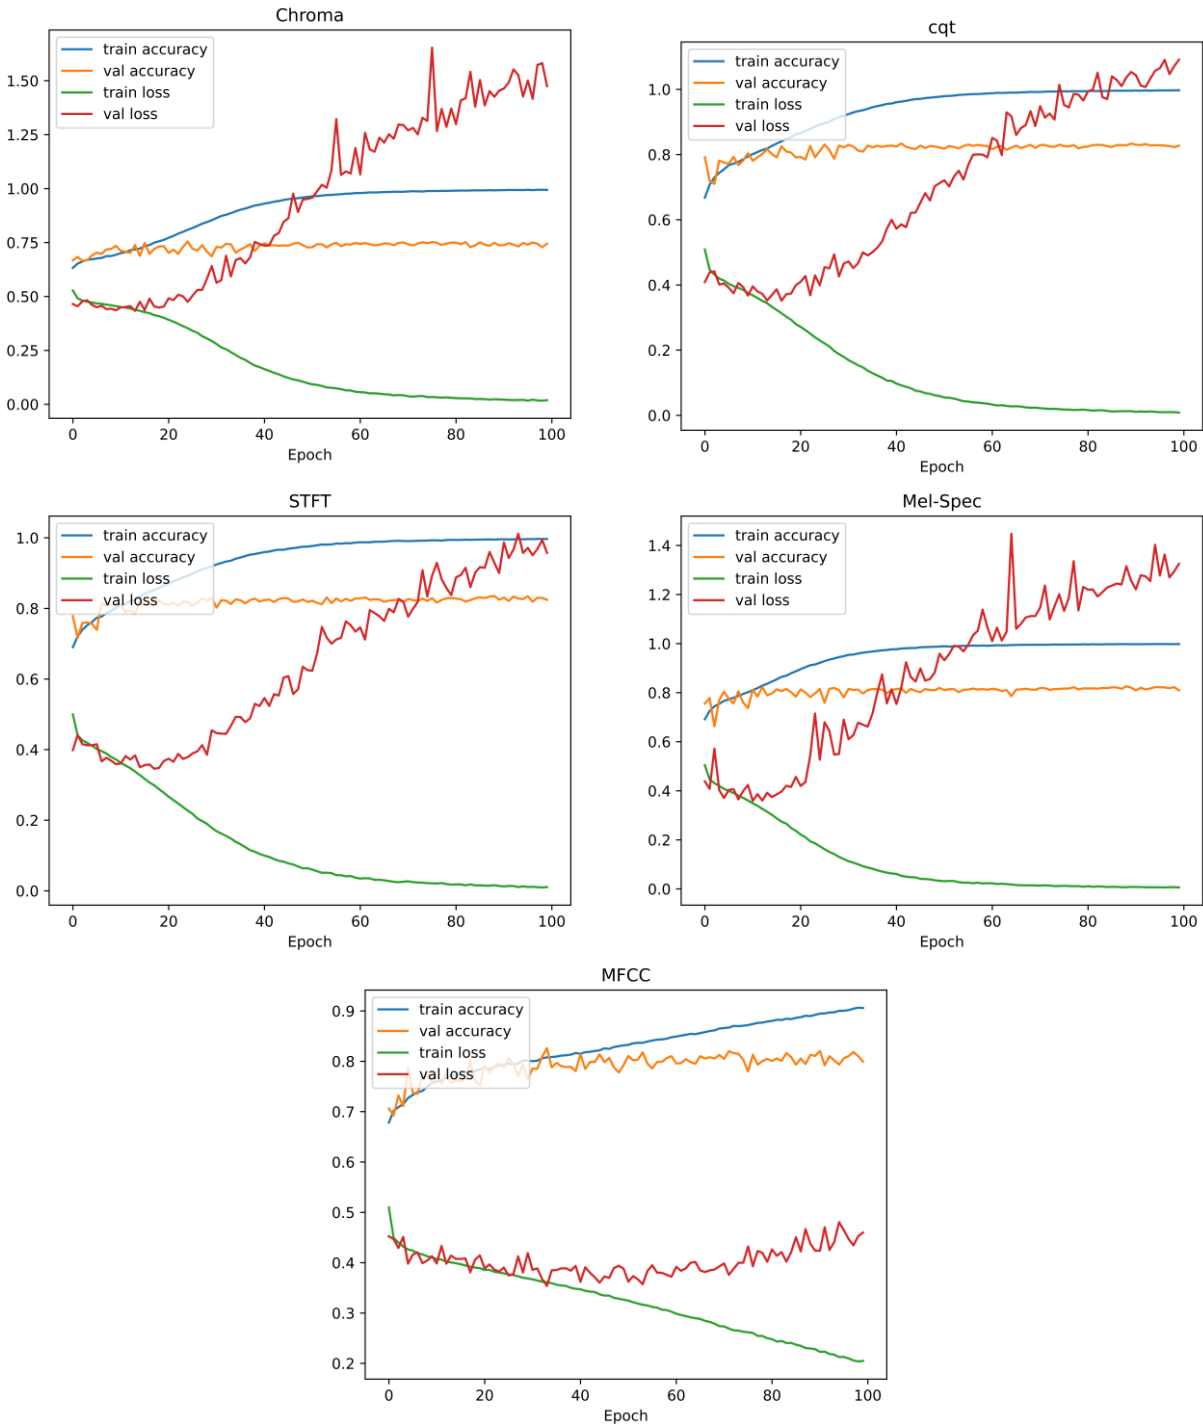 Chroma
train accuracy
val accuracy
train loss
val loss
1.50
1.25
1.00
0.75
0.50
0.25
0.00
0 20 40 60 80 100
Epoch
cqt
train accuracy
val accuracy
train loss
val loss
1.0
0.8
0.6
0.4
0.2
0.0
0 20 40 60 80 100
Epoch
STFT
train accuracy
val accuracy
train loss
val loss
1.0
0.8
0.6
0.4
0.2
0.0
0 20 40 60 80 100
Epoch
Mel-Spec
train accuracy
val accuracy
train loss
val loss
1.4
1.2
1.0
0.8
0.6
0.4
0.2
0.0
0 20 40 60 80 100
Epoch
MFCC
train accuracy
val accuracy
train loss
val loss
0.9
0.8
0.7
0.6
0.5
0.4
0.3
0.2
0 20 40 60 80 100
Epoch